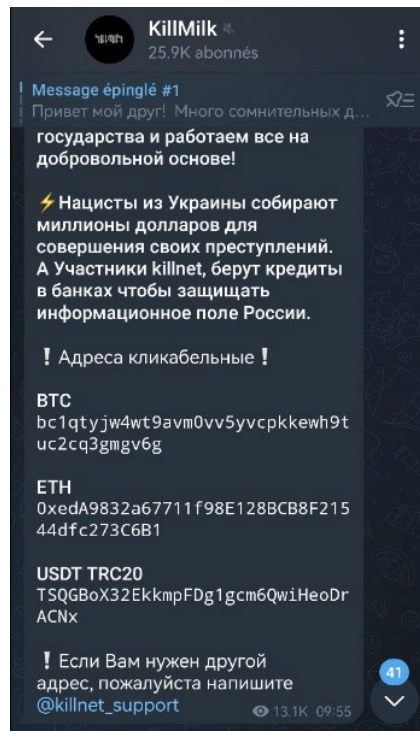 KillMilk
25.9K abonnés
Message épinglé #1
Привет мой друг! Много сомнительных д...
государства и работаем все на
добровольной основе!
⚡Нацисты из Украины собирают
миллионы долларов для
совершения своих преступлений.
А Участники killnet, берут кредиты
в банках чтобы защищать
информационное поле России.
❗Адреса кликабельные❗
BTC
bc1qtyjw4wt9avm0vv5yvcpkkewh9t
uc2cq3gmgv6g
ETH
0xedA9832a67711f98E128BCB8F215
44dfc273C6B1
USDT TRC20
TSQGBoX32EkkmpFDg1gcm6QwiHeoDr
ACNx
❗Если Вам нужен другой
адрес, пожалуйста напишите
@killnet_support
13.1K 09:55
41